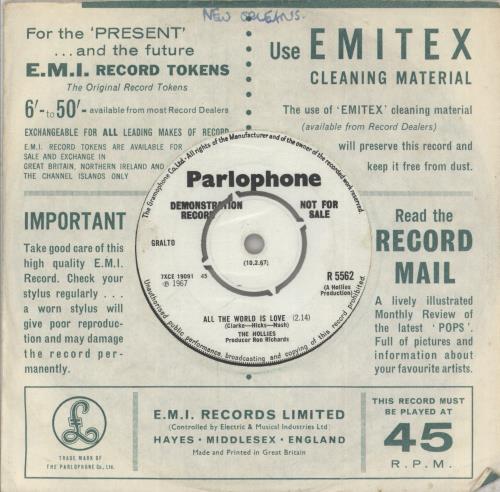 NEW ORLEANS.
For the 'PRESENT'
...and the future
E.M.I. RECORD TOKENS
The Original Record Tokens
6/- to 50/- available from most Record Dealers
EXCHANGEABLE FOR ALL LEADING MAKES OF RECORD
E.M.I. RECORD TOKENS ARE AVAILABLE FOR
SALE AND EXCHANGE IN
GREAT BRITAIN, NORTHERN IRELAND AND
THE CHANNEL ISLANDS ONLY
Use EMITEX
CLEANING MATERIAL
The use of 'EMITEX' cleaning material
(available from Record Dealers)
will preserve this record and
keep it free from dust.
IMPORTANT
Take good care of this
high quality E.M.I.
Record. Check your
stylus regularly ...
a worn stylus will
give poor reproduc-
tion and may damage
the record per-
manently.
The Gramophone Co. Ltd. · All rights of the Manufacturer and of the owner of the recorded work reserved.
Parlophone
DEMONSTRATION
RECORD
NOT FOR
SALE
GRALTO
(10.2.67)
7XCE 19091 45
℗ 1967
R 5562
(A Hollies
Production)
ALL THE WORLD IS LOVE (2.14)
(Clarke—Hicks—Nash)
THE HOLLIES
Producer Ron Richards
Unauthorised public performance, broadcasting and copying of this record prohibited.
Read the
RECORD
MAIL
A lively illustrated
Monthly Review of
the latest 'POPS'.
Full of pictures and
information about
your favourite artists.
£
TRADE MARK OF
THE PARLOPHONE Co., Ltd.
E.M.I. RECORDS LIMITED
(Controlled by Electric & Musical Industries Ltd)
HAYES · MIDDLESEX · ENGLAND
Made and Printed in Great Britain
THIS RECORD MUST
BE PLAYED AT
45
R.P.M.